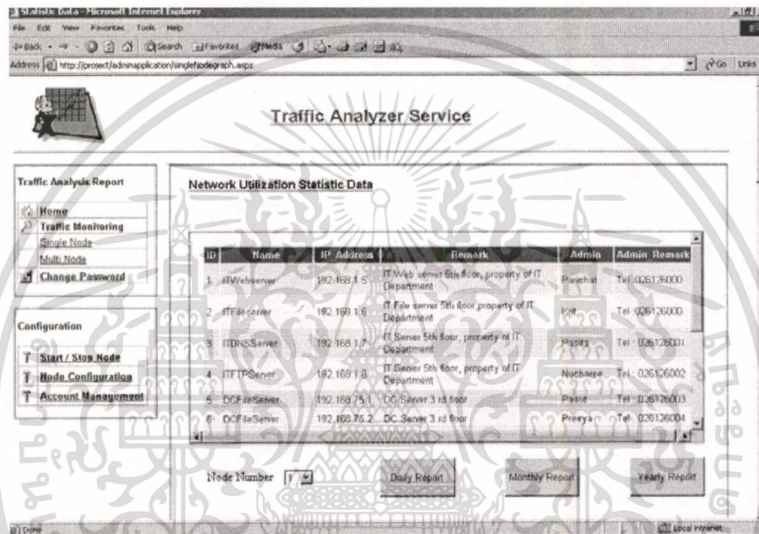 Statistic Data - Microsoft Internet Explorer
File Edit View Favorites Tools Help
Back Search Favorites Media
Address http://project/adminapplication/singleNodegraph.aspx Go Links
Traffic Analyzer Service
Traffic Analysis Report
Home
Traffic Monitoring
Single Node
Multi Node
Change Password
Configuration
Start / Stop Node
Node Configuration
Account Management
Network Utilization Statistic Data
ID Name IP Address Remark Admin Admin Remark
1 ITWebserver 192.168.1.5 IT Web server 5th floor, property of IT Department Tel. 026126000
2 ITFileserver 192.168.1.6 IT File server 5th floor, property of IT Department Tel. 026126000
3 ITDNSServer 192.168.1.7 IT Server 5th floor, property of IT Department Tel. 026126001
4 ITFTPServer 192.168.1.8 IT Server 5th floor, property of IT Department Tel. 026126002
5 DCFileServer 192.168.75.1 DC Server 3 rd floor Tel. 026126003
6 DCFileServer 192.168.75.2 DC Server 3 rd floor Preeya Tel. 026126004
Node Number 1 Daily Report Monthly Report Yearly Report
Done Local intranet